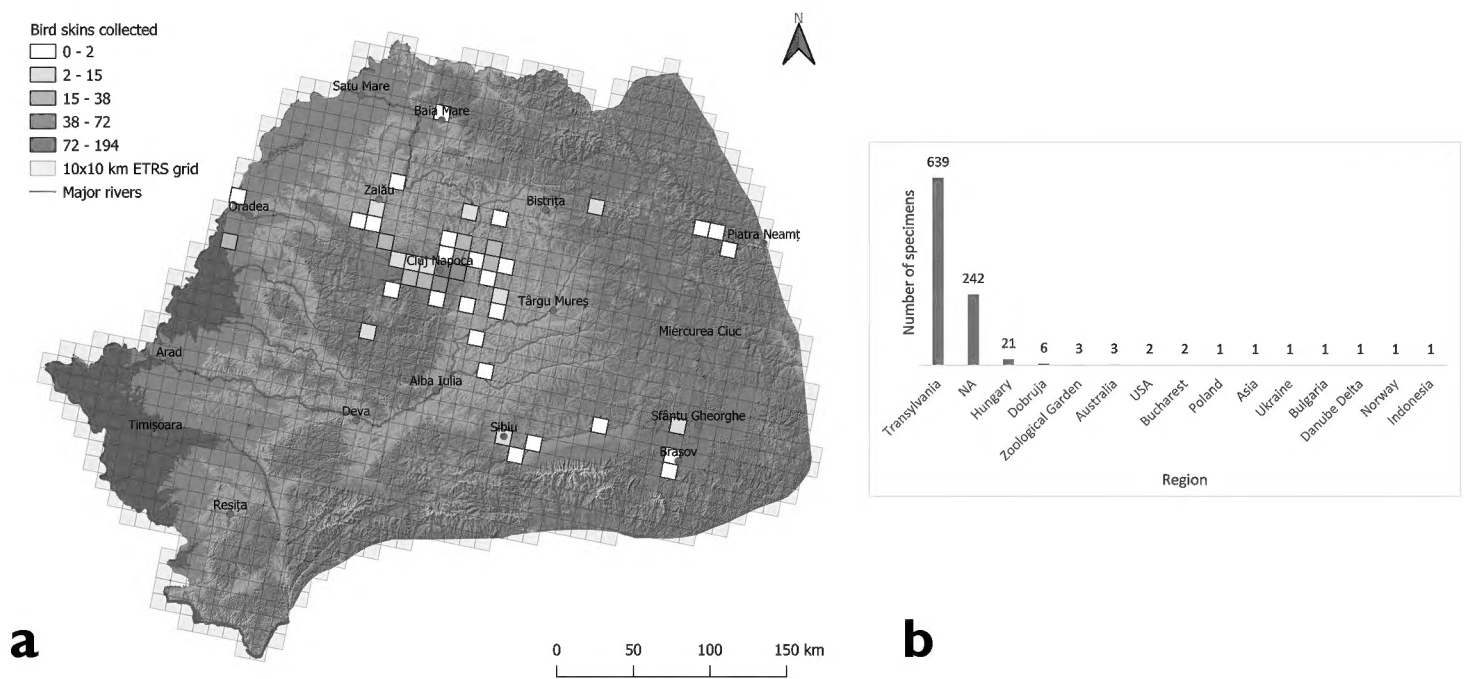 Bird skins collected
0 - 2
2 - 15
15 - 38
38 - 72
72 - 194
10x10 km ETRS grid
Major rivers
N
Satu Mare
Baia Mare
Zalău
Bistrița
Oradea
Piatra Neamț
Cluj Napoca
Târgu Mureș
Miercurea Ciuc
Arad
Alba Iulia
Deva
Sfântu Gheorghe
Timișoara
Sibiu
Brașov
Reșița
a
0 50 100 150 km
Number of specimens
639
242
21
6
3
3
2
2
1
1
1
1
1
1
1
Transylvania
NA
Hungary
Dobruja
Zoological Garden
Australia
USA
Bucharest
Poland
Asia
Ukraine
Bulgaria
Danube Delta
Norway
Indonesia
Region
b